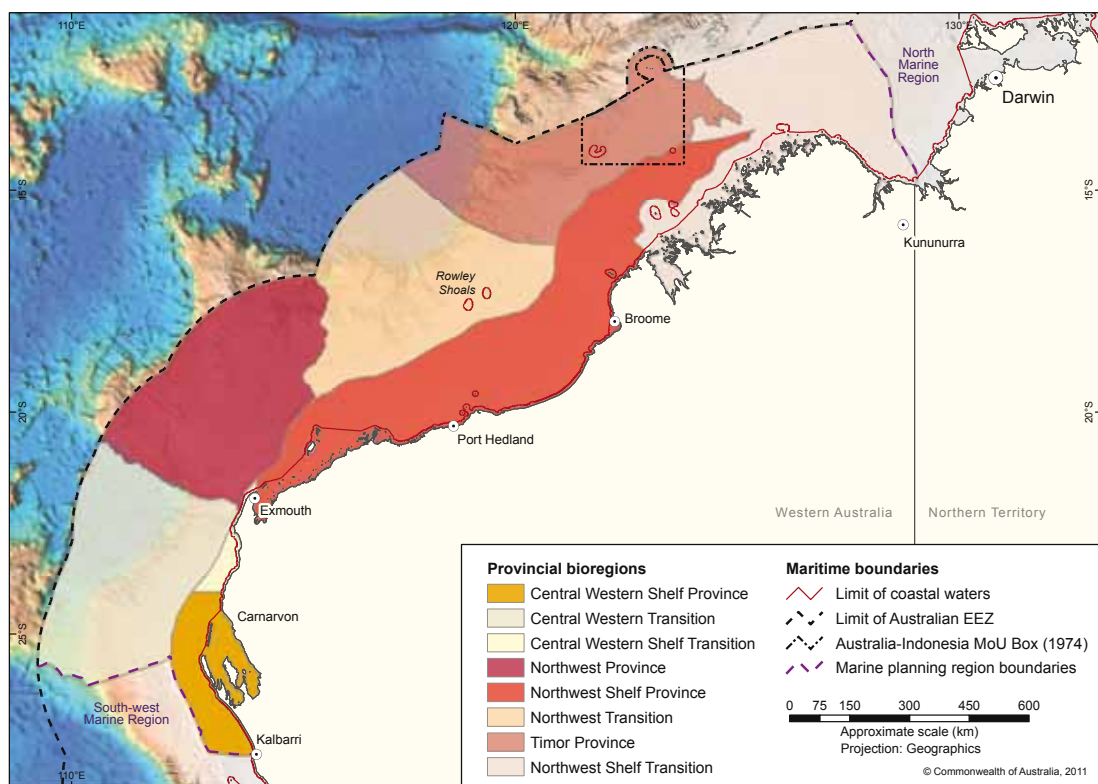 110°E
120°E
130°E
North
Marine
Region
Darwin
15°S
15°S
Kununurra
Rowley
Shoals
Broome
20°S
20°S
Port Hedland
Exmouth
Western Australia
Northern Territory
Carnarvon
25°S
South-west
Marine Region
Kalbarri
110°E
Provincial bioregions
Central Western Shelf Province
Central Western Transition
Central Western Shelf Transition
Northwest Province
Northwest Shelf Province
Northwest Transition
Timor Province
Northwest Shelf Transition
Maritime boundaries
Limit of coastal waters
Limit of Australian EEZ
Australia-Indonesia MoU Box (1974)
Marine planning region boundaries
0 75 150 300 450 600
Approximate scale (km)
Projection: Geographics
© Commonwealth of Australia, 2011